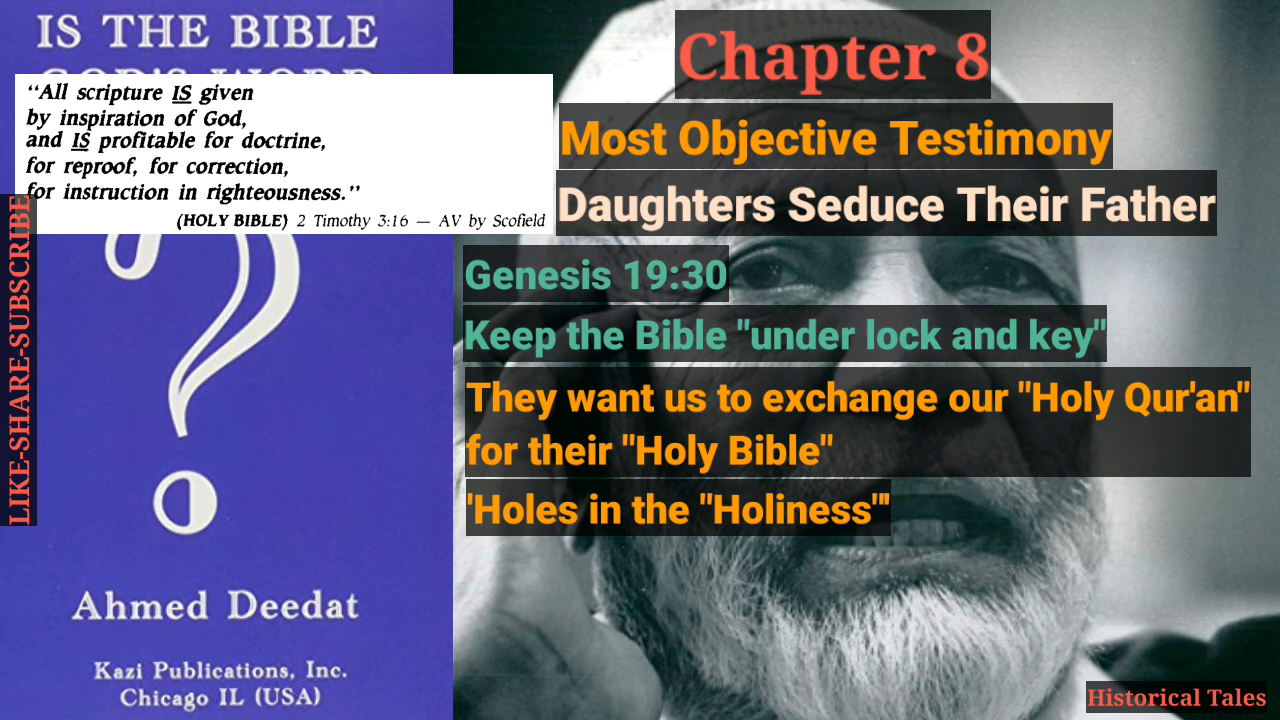 IS THE BIBLE
GOD'S WORD
"All scripture IS given
by inspiration of God,
and IS profitable for doctrine,
for reproof, for correction,
for instruction in righteousness."
(HOLY BIBLE) 2 Timothy 3:16 — AV by Scofield
?
Ahmed Deedat
Kazi Publications, Inc.
Chicago IL (USA)
LIKE-SHARE-SUBSCRIBE
Chapter 8
Most Objective Testimony
Daughters Seduce Their Father
Genesis 19:30
Keep the Bible "under lock and key"
They want us to exchange our "Holy Qur'an"
for their "Holy Bible"
'Holes in the "Holiness"'
Historical Tales